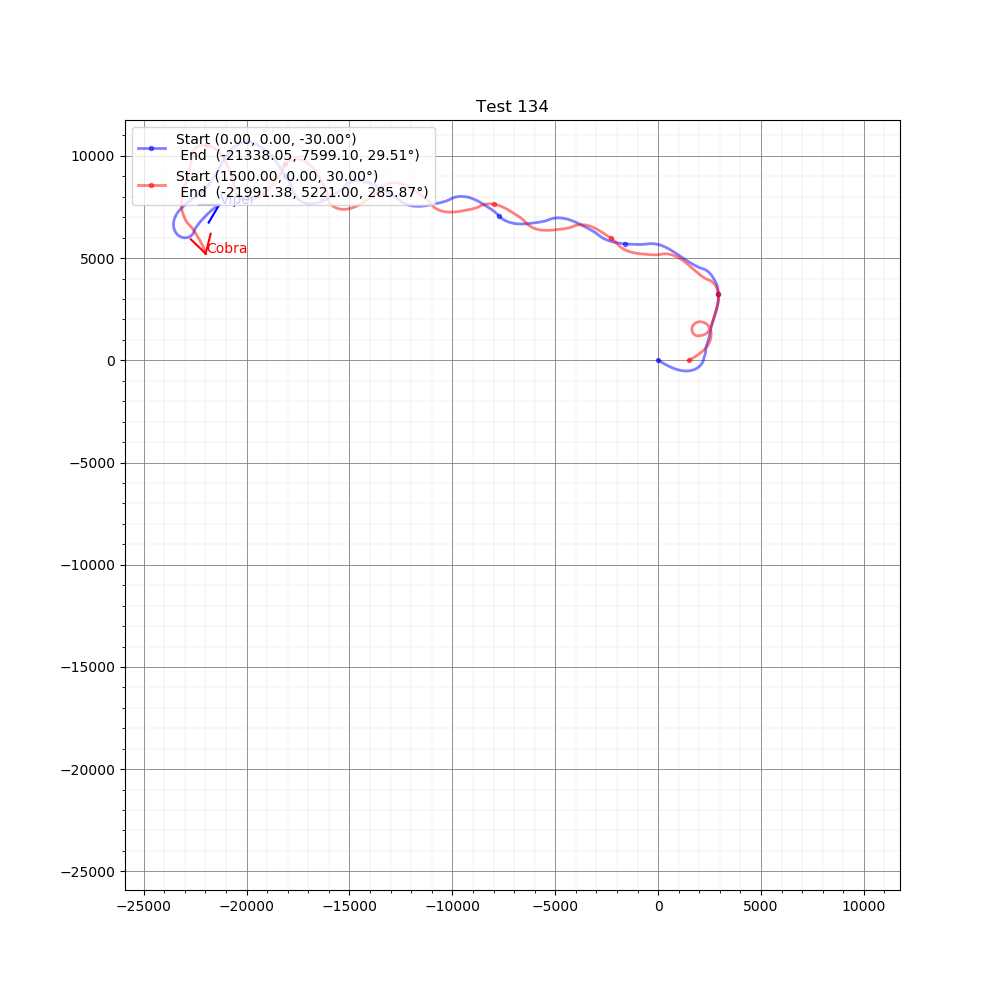 Test 134
Start (0.00, 0.00, -30.00°)
End (-21338.05, 7599.10, 29.51°)
Start (1500.00, 0.00, 30.00°)
End (-21991.38, 5221.00, 285.87°)
Viper
Cobra
10000
5000
0
−5000
−10000
−15000
−20000
−25000
−25000
−20000
−15000
−10000
−5000
0
5000
10000